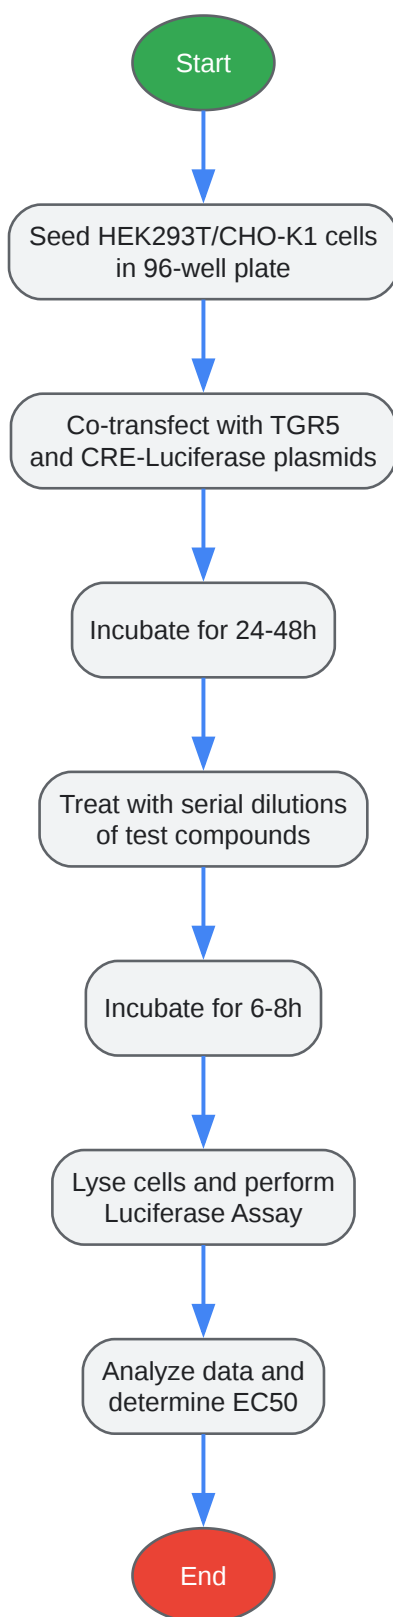 Start
Seed HEK293T/CHO-K1 cells
in 96-well plate
Co-transfect with TGR5
and CRE-Luciferase plasmids
Incubate for 24-48h
Treat with serial dilutions
of test compounds
Incubate for 6-8h
Lyse cells and perform
Luciferase Assay
Analyze data and
determine EC50
End